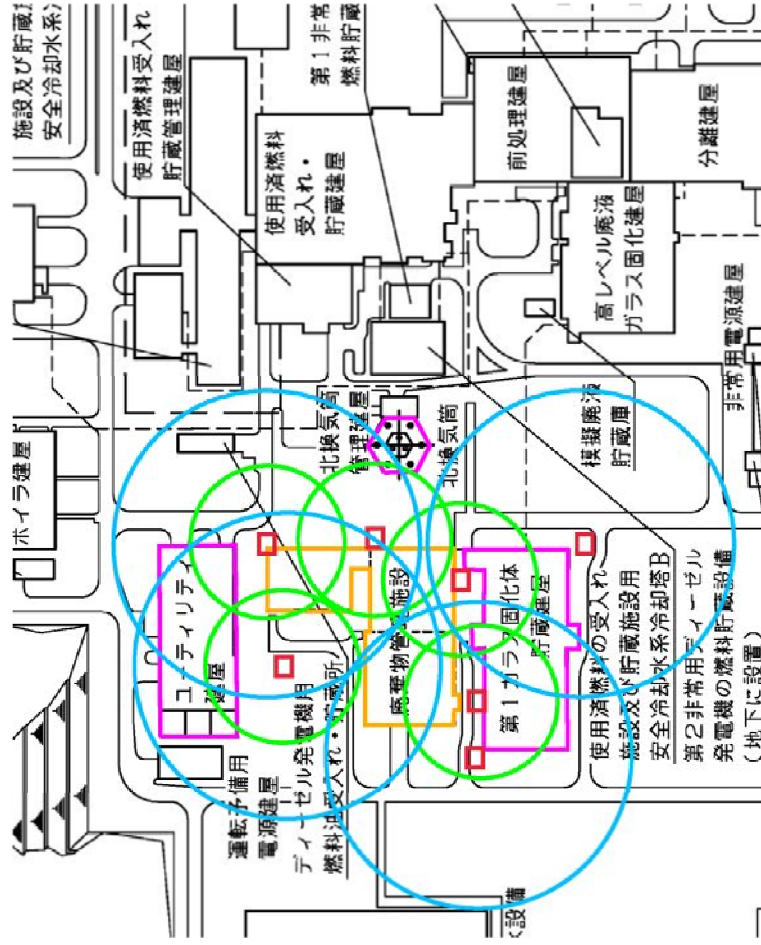 施設及び貯蔵
安全冷却水系
使用済燃料受入れ・
貯蔵管理建屋
第1非常
燃料貯蔵
使用済燃料
受入れ・
貯蔵建屋
前処理建屋
分離建屋
高レベル廃液
ガラス固化建屋
非常用電源建屋
ボイラ建屋
北換気筒
管理建屋
北換気筒
模擬廃液
貯蔵庫
ユーティリティ
建屋
廃棄物管理施設
第1ガラス固化体
貯蔵建屋
使用済燃料の受入れ
施設及び貯蔵施設用
安全冷却水系冷却塔B
第2非常用ディーゼル
発電機の燃料貯蔵設備
(地下に設置)
運転予備用
電源建屋
ディーゼル発電機用
燃料油受入れ・貯蔵所
設備